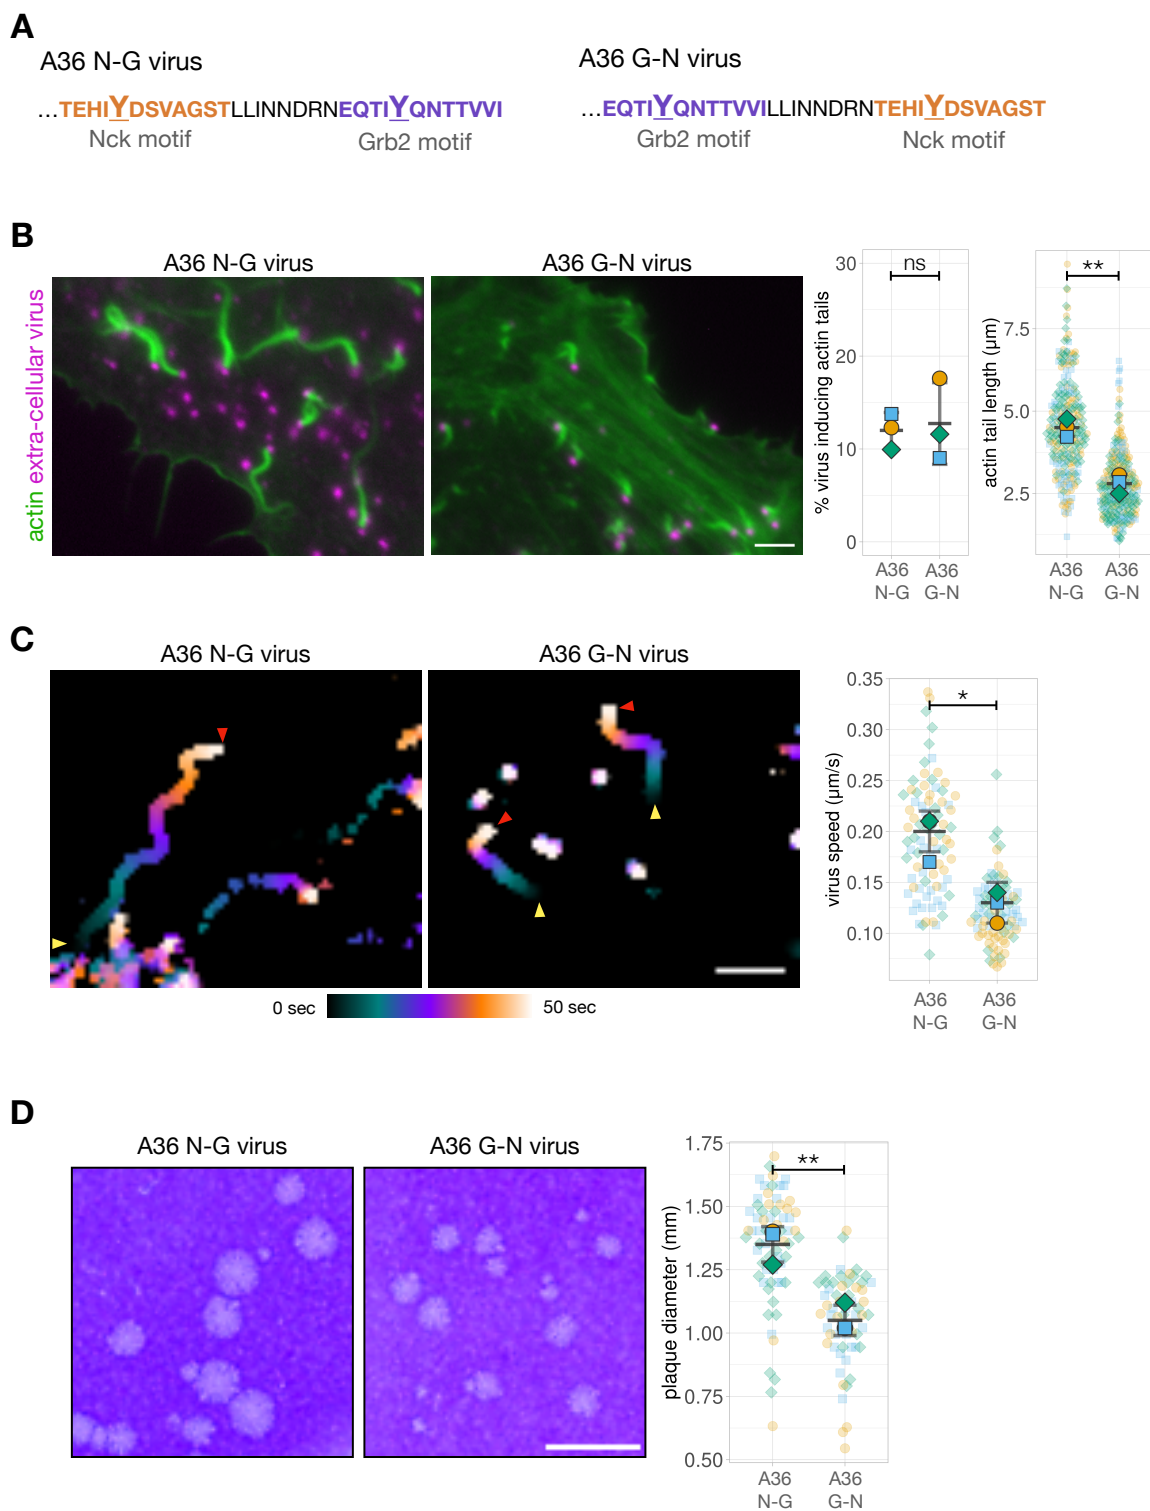 A
A36 N-G virus
A36 G-N virus
...TEHIYDSVAGSTLLINNDRNEQTIYQNTTVVI
...EQTIYQNTTVVILLINNDRNTEHIYDSVAGST
Nck motif
Grb2 motif
Grb2 motif
Nck motif
B
A36 N-G virus
A36 G-N virus
actin extra-cellular virus
% virus inducing actin tails
30
20
10
0
ns
A36
N-G
A36
G-N
actin tail length (µm)
7.5
5.0
2.5
**
A36
N-G
A36
G-N
C
A36 N-G virus
A36 G-N virus
0 sec
50 sec
virus speed (µm/s)
0.35
0.30
0.25
0.20
0.15
0.10
*
A36
N-G
A36
G-N
D
A36 N-G virus
A36 G-N virus
plaque diameter (mm)
1.75
1.50
1.25
1.00
0.75
0.50
**
A36
N-G
A36
G-N